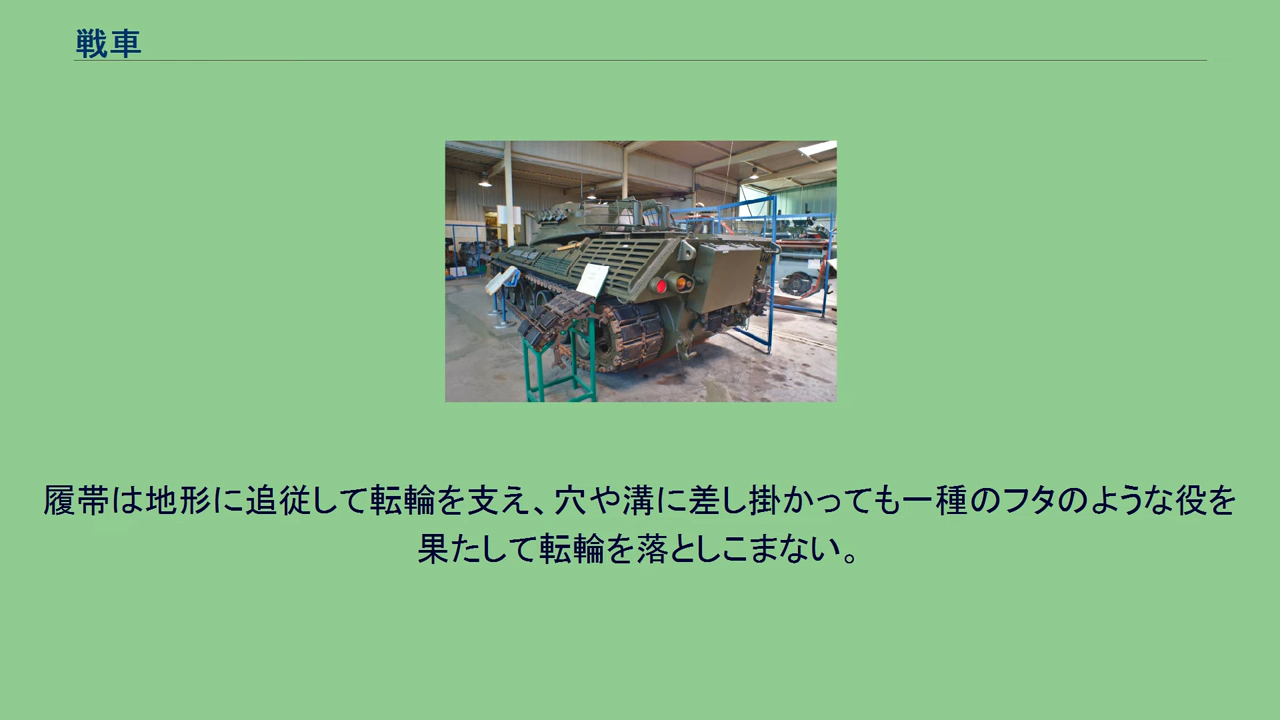 戦車
履帯は地形に追従して転輪を支え、穴や溝に差し掛かっても一種のフタのような役を
果たして転輪を落としこまない。